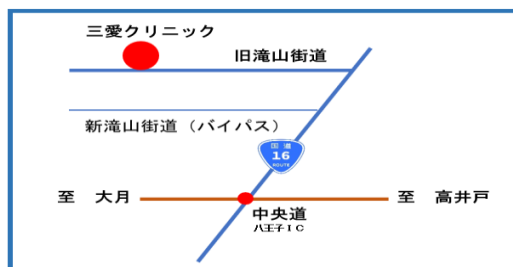 三愛クリニック
旧滝山街道
新滝山街道（バイパス）
国道
16
ROUTE
至 大月
至 高井戸
中央道
八王子ＩＣ